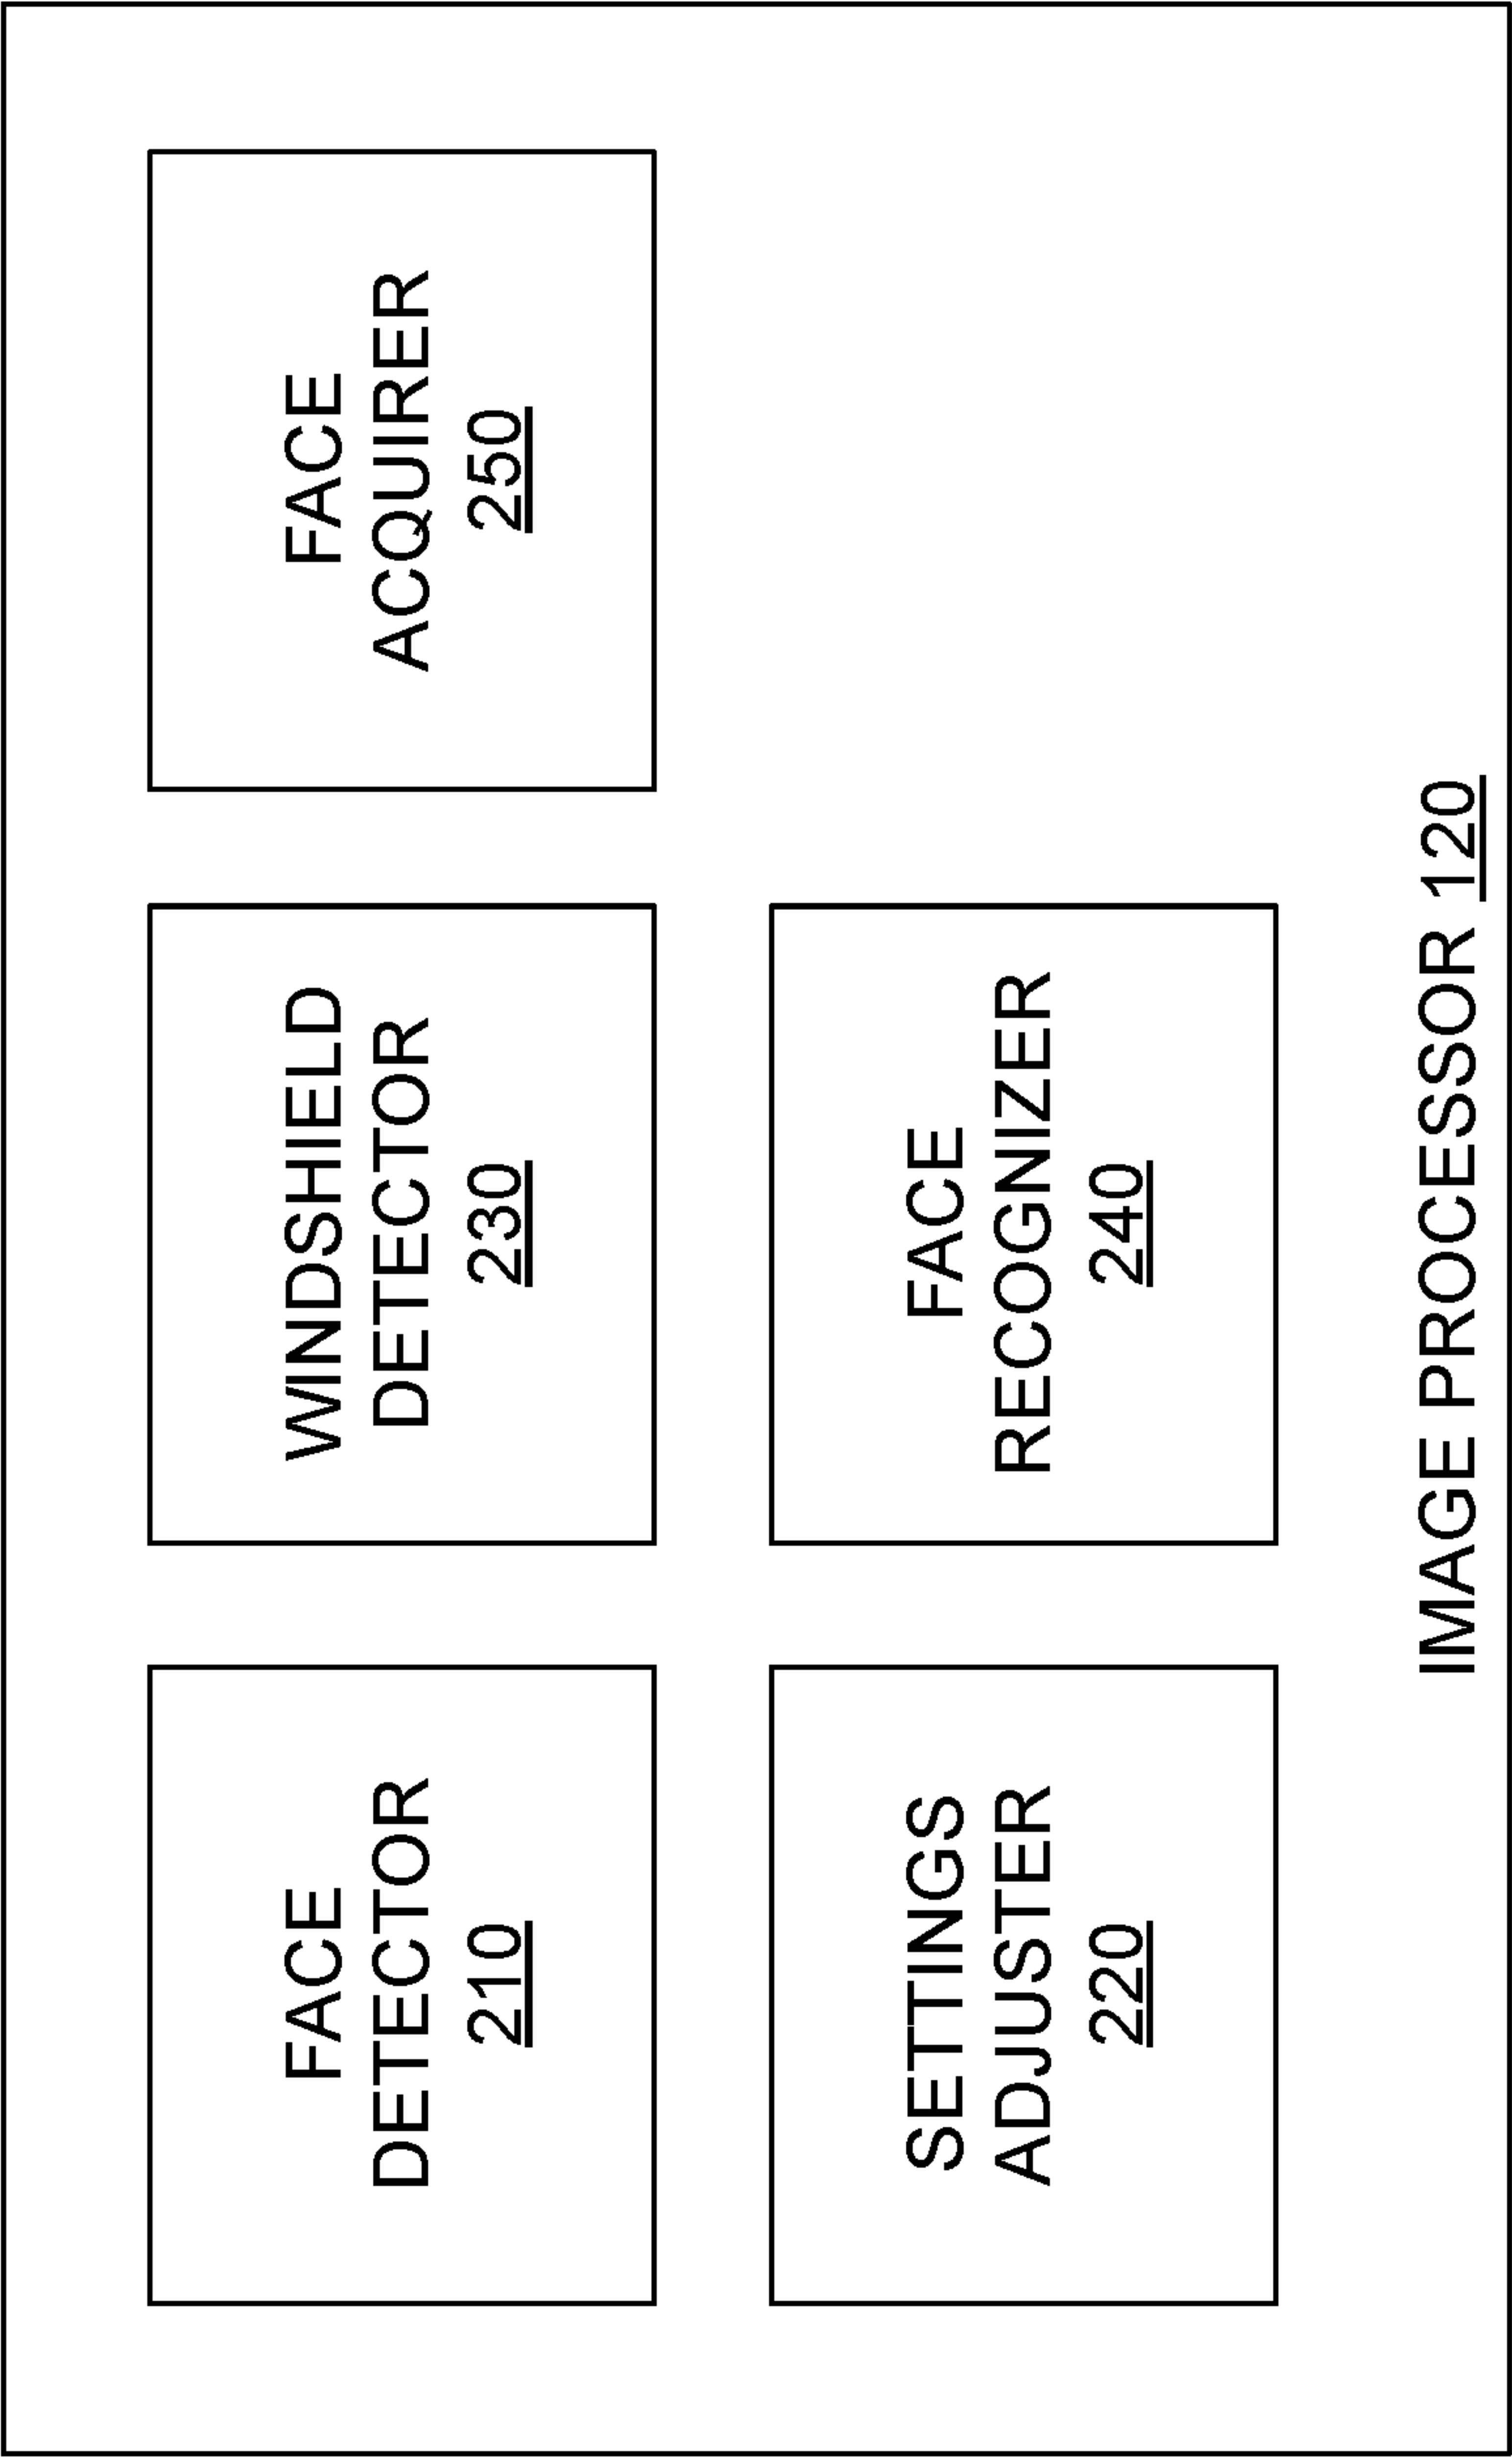 FACE
DETECTOR
210
WINDSHIELD
DETECTOR
230
FACE
ACQUIRER
250
SETTINGS
ADJUSTER
220
FACE
RECOGNIZER
240
IMAGE PROCESSOR 120